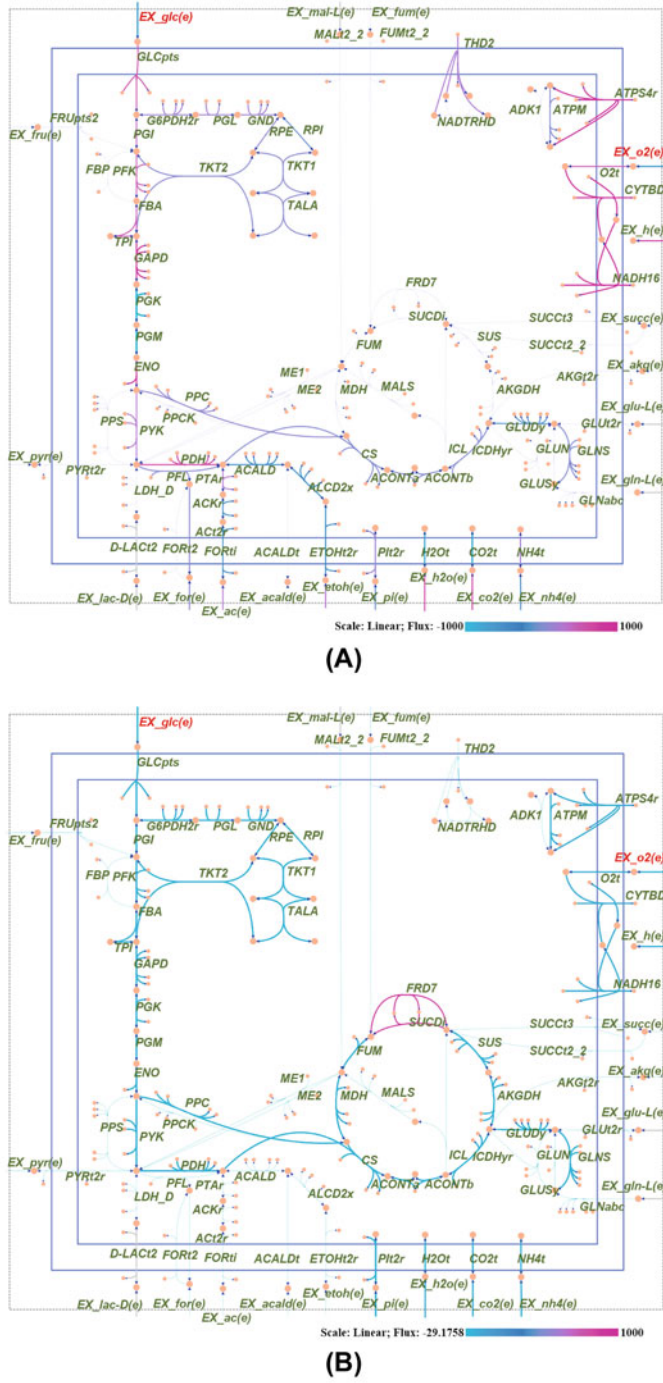 EX_glc(e)
EX_mal-L(e) EX_fum(e)
MALt2_2 FUMt2_2
THD2
GLCpts
ATPS4r
ADK1 ATPM
FRUpts2 G6PDH2r PGL GND
NADTRHD
EX_fru(e)
PGI RPE RPI
EX_o2(e)
FBP PFK TKT2 TKT1
O2t
CYTBD
FBA TALA
EX_h(e)
TPI
GAPD
NADH16
FRD7
PGK
SUCCt3 EX_succ(e)
SUCDi
PGM
FUM SUS SUCCt2_2
ENO ME1
EX_akg(e)
ME2 MDH MALS AKGDH AKGt2r
PPC
EX_glu-L(e)
PPS PPCK
GLUDy GLUt2r
PYK
ICL ICDHyr GLUN GLNS
EX_pyr(e) PDH CS
PYRt2r PFL PTAr ACALD ACONTa ACONTb
EX_gln-L(e)
LDH_D ALCD2x GLUSy
ACKr GLNabc
ACt2r
D-LACt2 FORt2 FORti ACALDt ETOHt2r PIt2r H2Ot CO2t NH4t
EX_lac-D(e) EX_for(e) EX_acald(e) EX_etoh(e) EX_pi(e) EX_h2o(e) EX_co2(e) EX_nh4(e)
EX_ac(e)
Scale: Linear; Flux: -1000 1000
(A)
EX_glc(e)
EX_mal-L(e) EX_fum(e)
MALt2_2 FUMt2_2
THD2
GLCpts
ATPS4r
ADK1 ATPM
FRUpts2 G6PDH2r PGL GND
NADTRHD
EX_fru(e)
PGI RPE RPI
EX_o2(e)
FBP PFK TKT2 TKT1
O2t
CYTBD
FBA TALA
EX_h(e)
TPI
GAPD
NADH16
FRD7
PGK
SUCCt3 EX_succ(e)
SUCDi
PGM
FUM SUS SUCCt2_2
ENO ME1
EX_akg(e)
ME2 MDH MALS AKGDH AKGt2r
PPC
EX_glu-L(e)
PPS PPCK
GLUDy GLUt2r
PYK
ICL ICDHyr GLUN GLNS
EX_pyr(e) PDH CS
PYRt2r PFL PTAr ACALD ACONTa ACONTb
EX_gln-L(e)
LDH_D ALCD2x GLUSy
ACKr GLNabc
ACt2r
D-LACt2 FORt2 FORti ACALDt ETOHt2r PIt2r H2Ot CO2t NH4t
EX_lac-D(e) EX_for(e) EX_acald(e) EX_etoh(e) EX_pi(e) EX_h2o(e) EX_co2(e) EX_nh4(e)
EX_ac(e)
Scale: Linear; Flux: -29.1758 1000
(B)